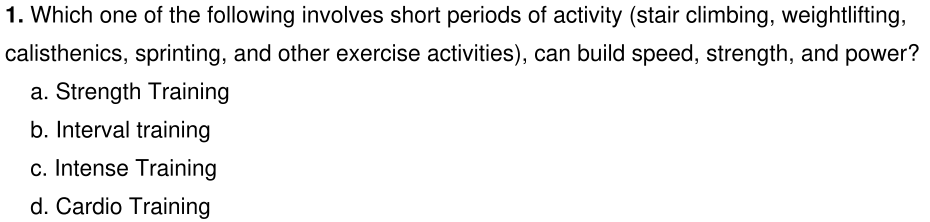 1. Which one of the following involves short periods of activity (stair climbing, weightlifting,
calisthenics, sprinting, and other exercise activities), can build speed, strength, and power?
a. Strength Training
b. Interval training
c. Intense Training
d. Cardio Training